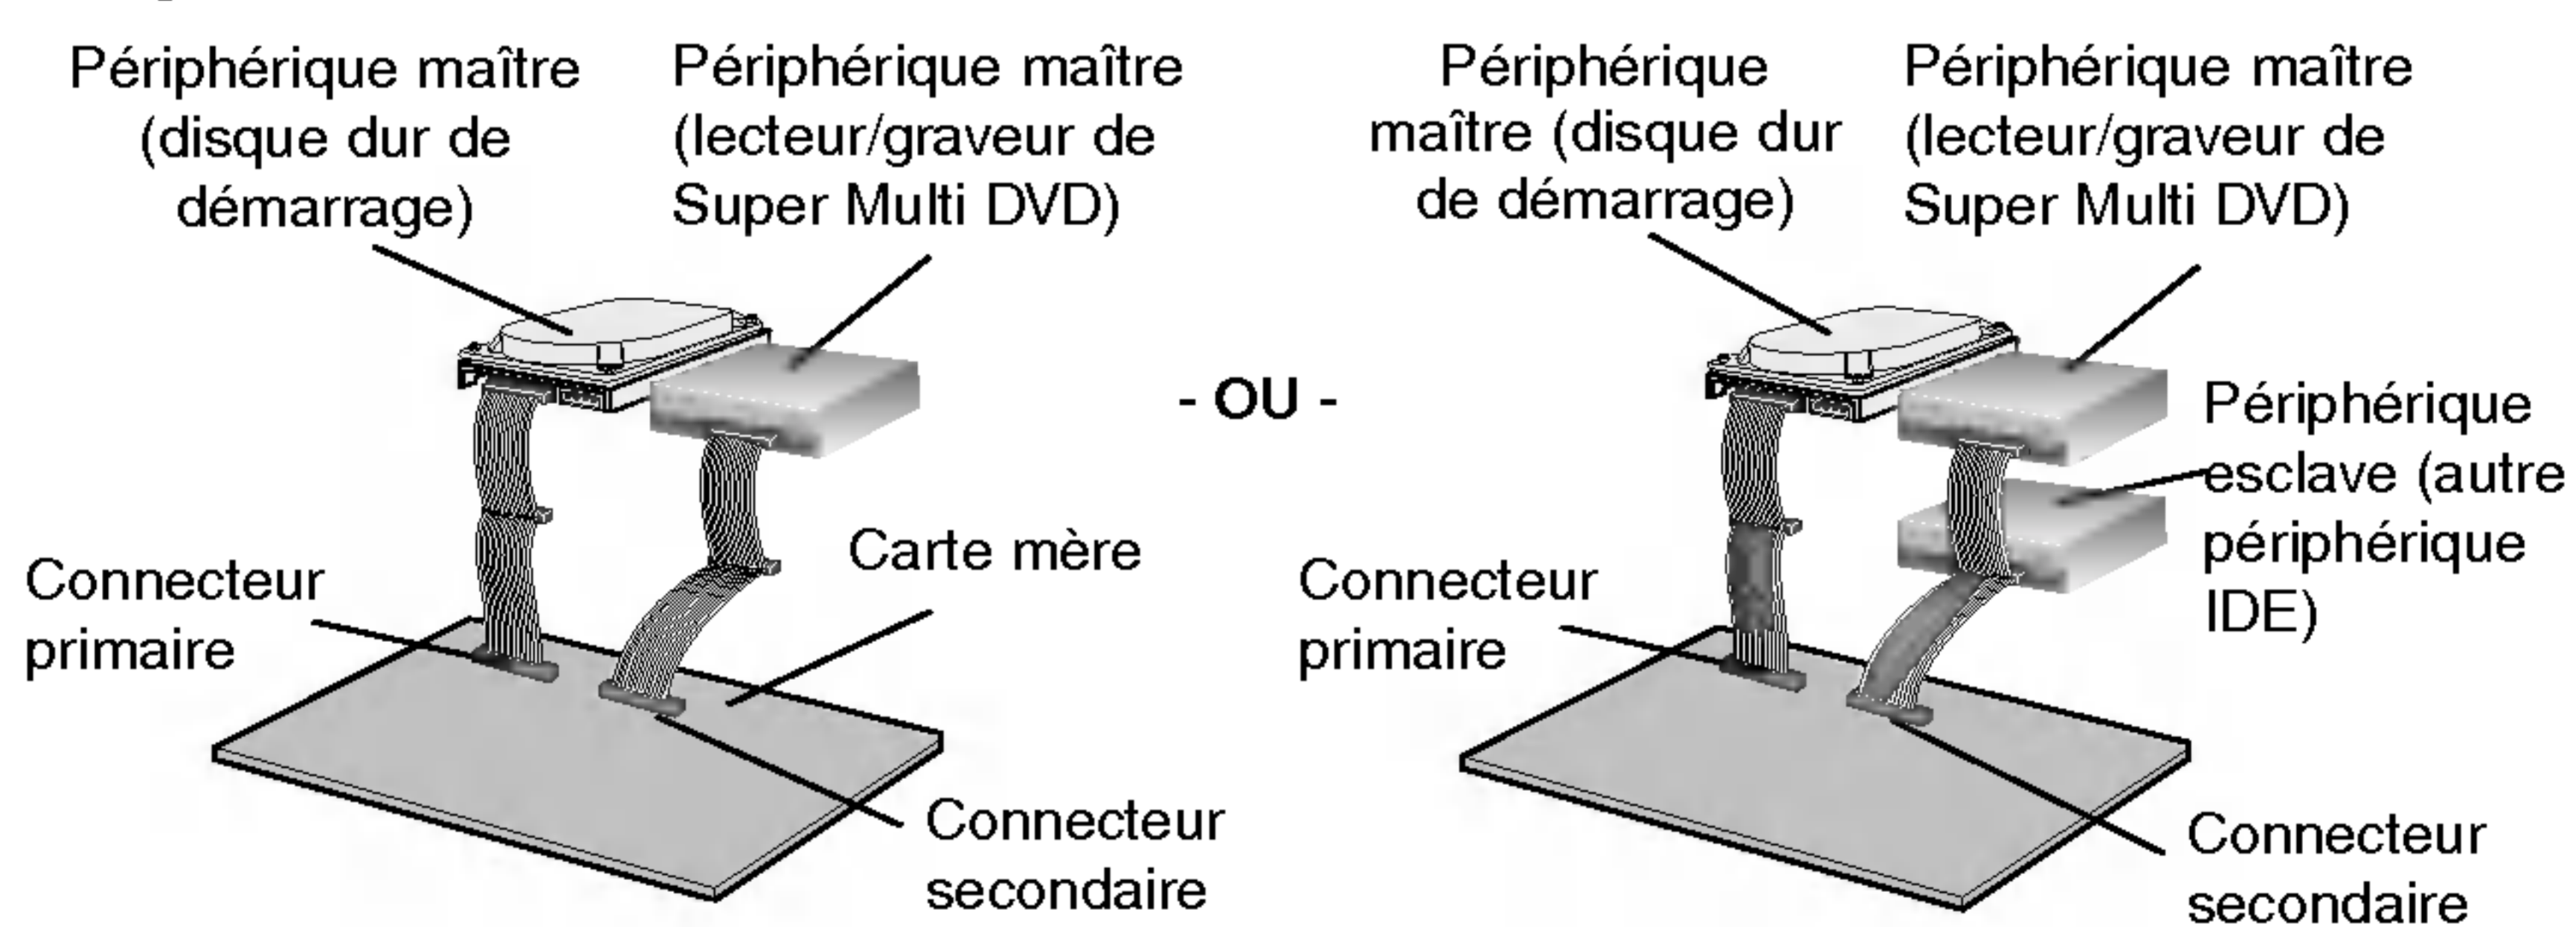 Périphérique maître
(disque dur de
démarrage)
Périphérique maître
(lecteur/graveur de
Super Multi DVD)
Connecteur
primaire
Carte mère
Connecteur
secondaire
- OU -
Périphérique
maître (disque dur
de démarrage)
Périphérique maître
(lecteur/graveur de
Super Multi DVD)
Périphérique
esclave (autre
périphérique
IDE)
Connecteur
primaire
Connecteur
secondaire